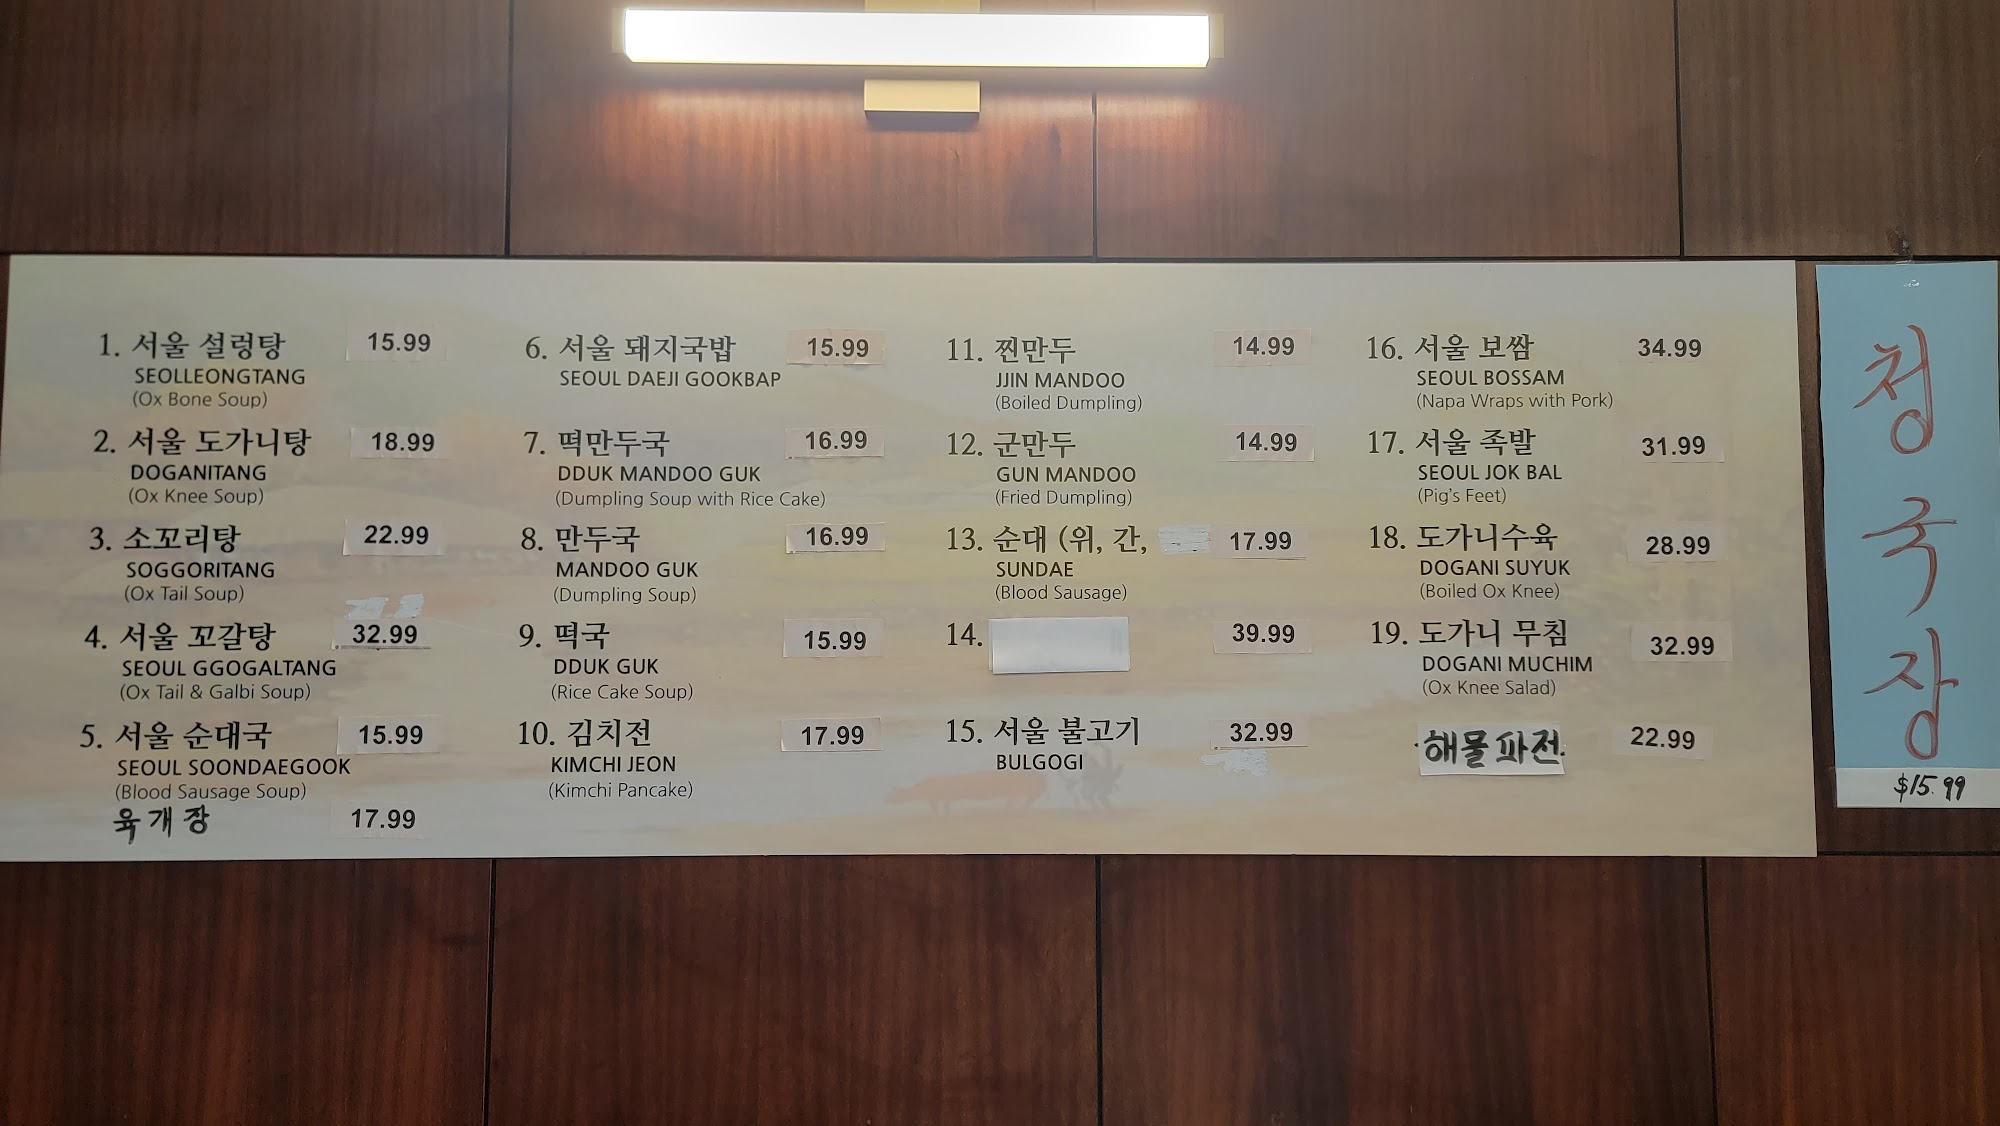 1. 서울 설렁탕 15.99
SEOLLEONGTANG
(Ox Bone Soup)
2. 서울 도가니탕 18.99
DOGANITANG
(Ox Knee Soup)
3. 소꼬리탕 22.99
SOGGORITANG
(Ox Tail Soup)
4. 서울 꼬갈탕 32.99
SEOUL GGOGALTANG
(Ox Tail & Galbi Soup)
5. 서울 순대국 15.99
SEOUL SOONDAEGOOK
(Blood Sausage Soup)
육개장 17.99
6. 서울 돼지국밥 15.99
SEOUL DAEJI GOOKBAP
7. 떡만두국 16.99
DDUK MANDOO GUK
(Dumpling Soup with Rice Cake)
8. 만두국 16.99
MANDOO GUK
(Dumpling Soup)
9. 떡국 15.99
DDUK GUK
(Rice Cake Soup)
10. 김치전 17.99
KIMCHI JEON
(Kimchi Pancake)
11. 찐만두 14.99
JJIN MANDOO
(Boiled Dumpling)
12. 군만두 14.99
GUN MANDOO
(Fried Dumpling)
13. 순대 (위, 간, 17.99
SUNDAE
(Blood Sausage)
14. 39.99
15. 서울 불고기 32.99
BULGOGI
16. 서울 보쌈 34.99
SEOUL BOSSAM
(Napa Wraps with Pork)
17. 서울 족발 31.99
SEOUL JOK BAL
(Pig's Feet)
18. 도가니수육 28.99
DOGANI SUYUK
(Boiled Ox Knee)
19. 도가니 무침 32.99
DOGANI MUCHIM
(Ox Knee Salad)
해물파전 22.99
청국장
$15.99